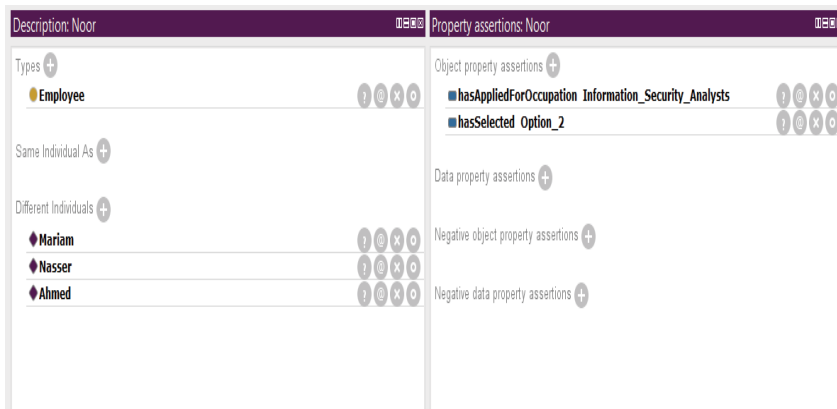 Description: Noor
Types
Employee
Same Individual As
Different Individuals
Mariam
Nasser
Ahmed
Property assertions: Noor
Object property assertions
hasAppliedForOccupation Information_Security_Analysts
hasSelected Option_2
Data property assertions
Negative object property assertions
Negative data property assertions